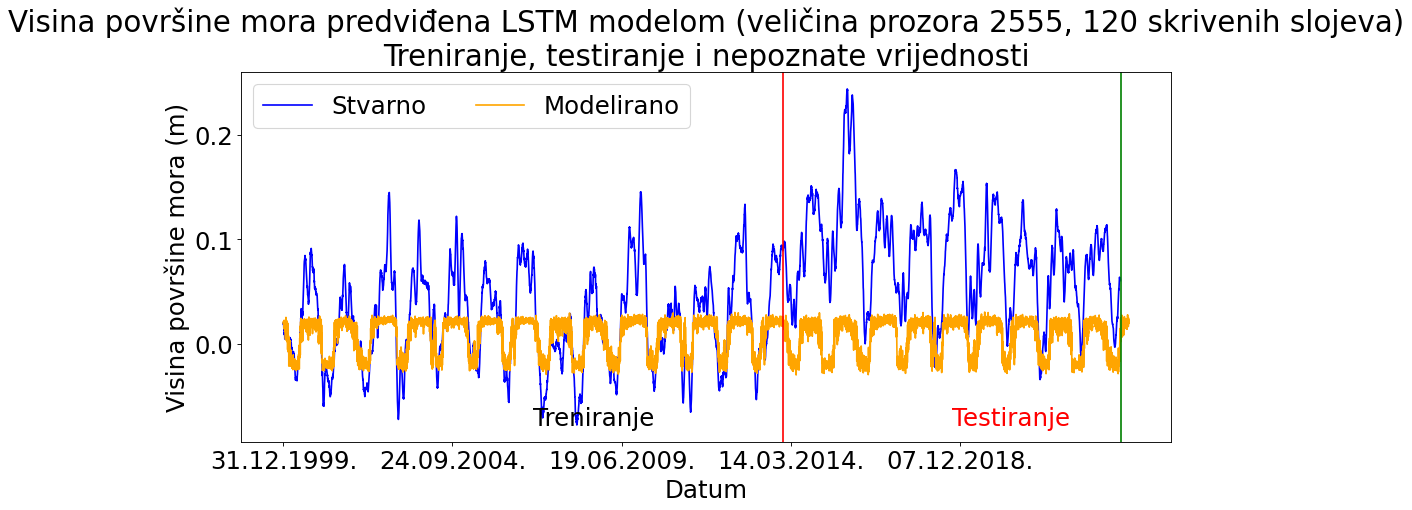 Visina površine mora predviđena LSTM modelom (veličina prozora 2555, 120 skrivenih slojeva)
Treniranje, testiranje i nepoznate vrijednosti
Stvarno Modelirano
Visina površine mora (m)
0.2
0.1
0.0
Treniranje Testiranje
31.12.1999. 24.09.2004. 19.06.2009. 14.03.2014. 07.12.2018.
Datum